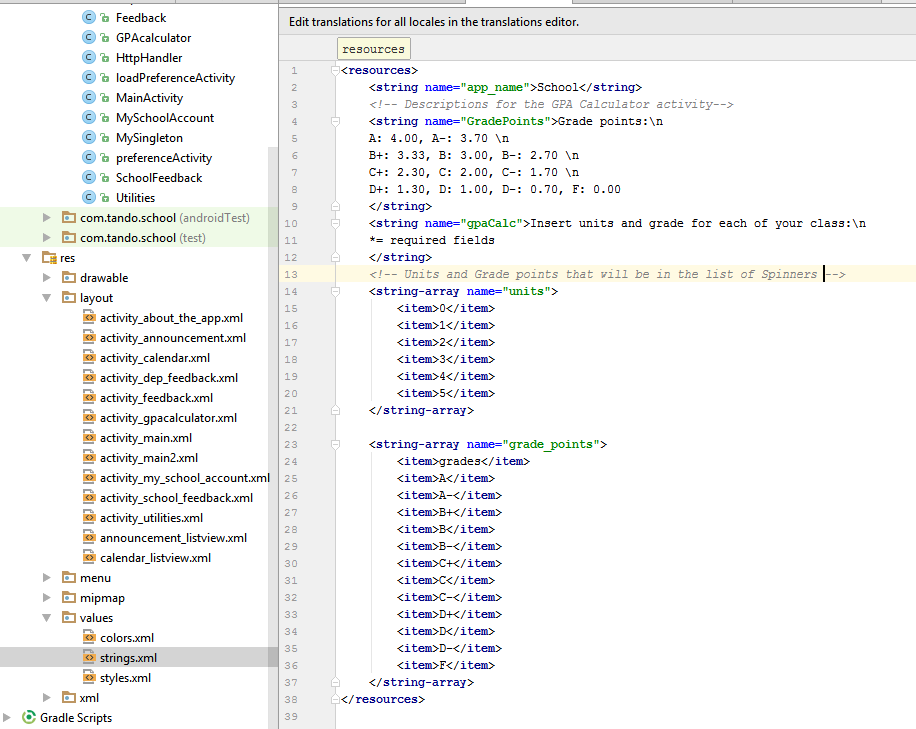 Feedback
GPAcalculator
HttpHandler
loadPreferenceActivity
MainActivity
MySchoolAccount
MySingleton
preferenceActivity
SchoolFeedback
Utilities
com.tando.school (androidTest)
com.tando.school (test)
res
drawable
layout
activity_about_the_app.xml
activity_announcement.xml
activity_calendar.xml
activity_dep_feedback.xml
activity_feedback.xml
activity_gpacalculator.xml
activity_main.xml
activity_main2.xml
activity_my_school_account.xml
activity_school_feedback.xml
activity_utilities.xml
announcement_listview.xml
calendar_listview.xml
menu
mipmap
values
colors.xml
strings.xml
styles.xml
xml
Gradle Scripts
Edit translations for all locales in the translations editor.
resources
1 <resources>
2 <string name="app_name">School</string>
3 <!-- Descriptions for the GPA Calculator activity-->
4 <string name="GradePoints">Grade points:\n
5 A: 4.00, A-: 3.70 \n
6 B+: 3.33, B: 3.00, B-: 2.70 \n
7 C+: 2.30, C: 2.00, C-: 1.70 \n
8 D+: 1.30, D: 1.00, D-: 0.70, F: 0.00
9 </string>
10 <string name="gpaCalc">Insert units and grade for each of your class:\n
11 *= required fields
12 </string>
13 <!-- Units and Grade points that will be in the list of Spinners -->
14 <string-array name="units">
15 <item>0</item>
16 <item>1</item>
17 <item>2</item>
18 <item>3</item>
19 <item>4</item>
20 <item>5</item>
21 </string-array>
22
23 <string-array name="grade_points">
24 <item>grades</item>
25 <item>A</item>
26 <item>A-</item>
27 <item>B+</item>
28 <item>B</item>
29 <item>B-</item>
30 <item>C+</item>
31 <item>C</item>
32 <item>C-</item>
33 <item>D+</item>
34 <item>D</item>
35 <item>D-</item>
36 <item>F</item>
37 </string-array>
38 </resources>
39